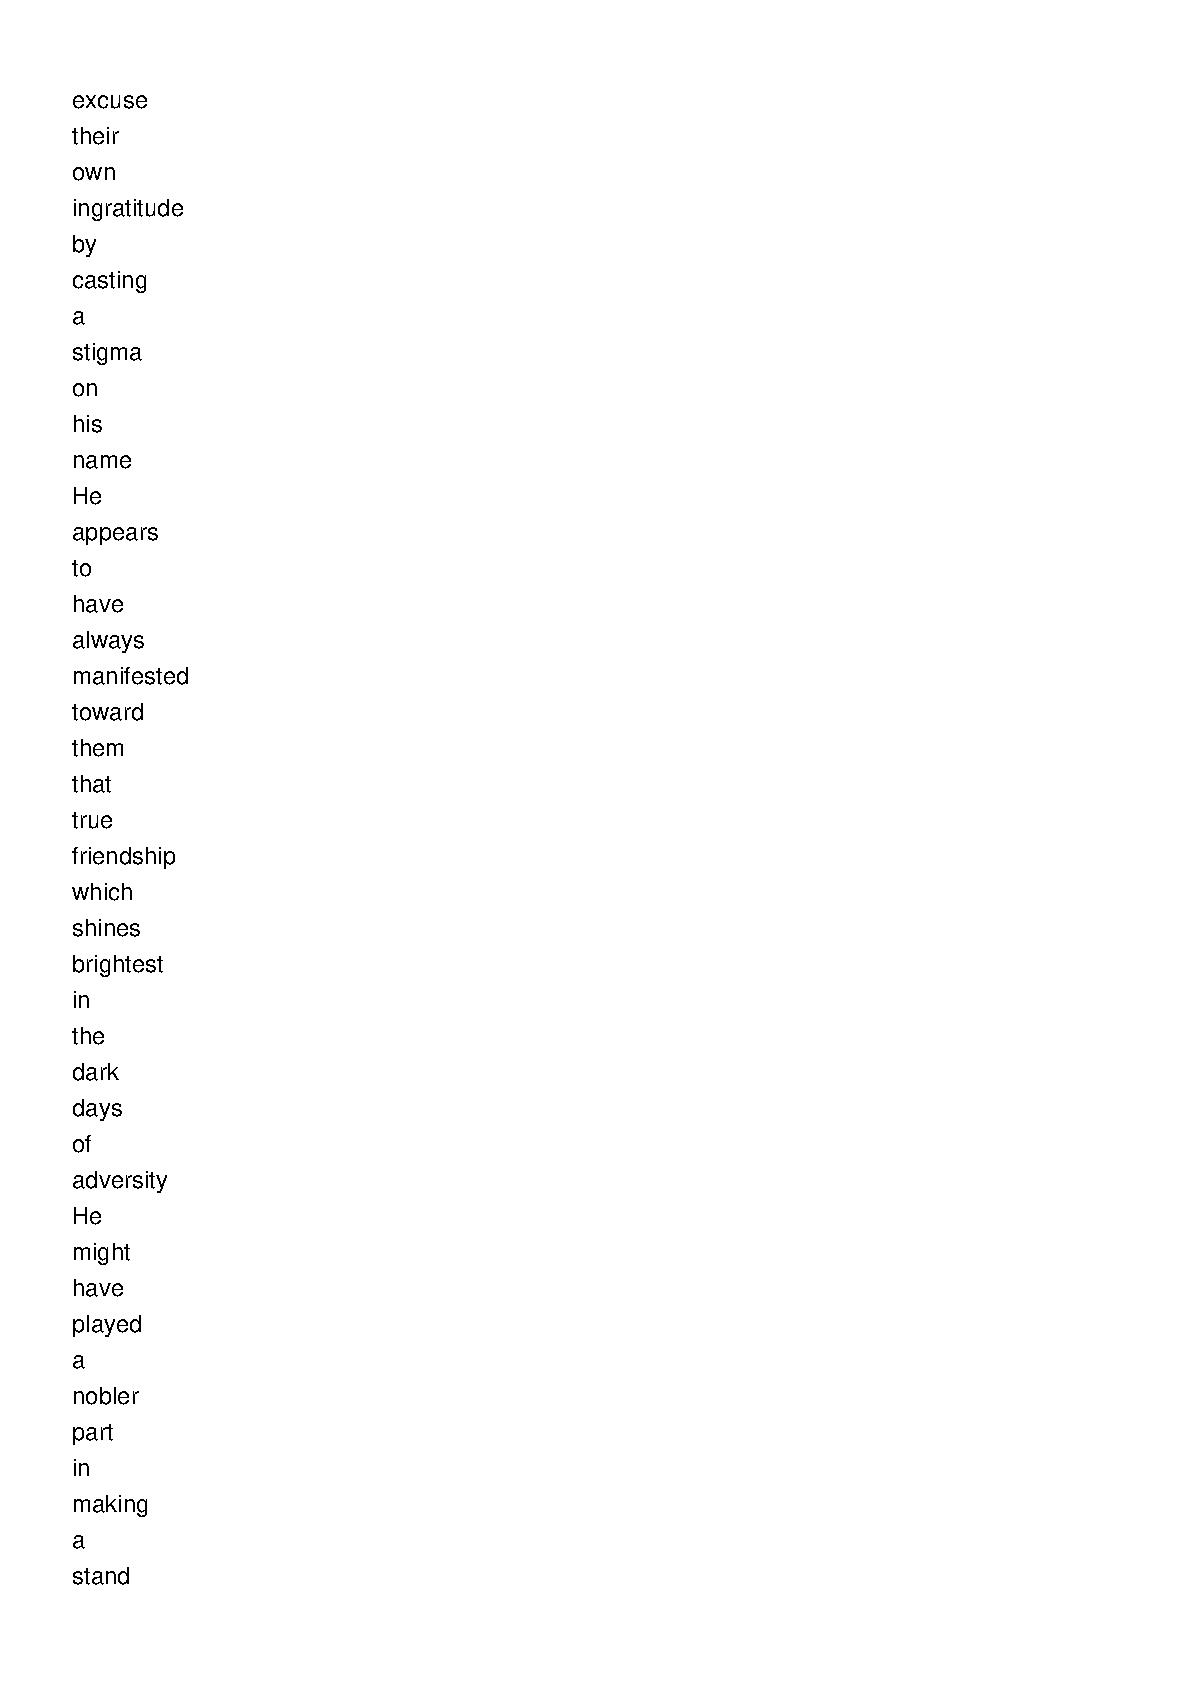 excuse
their
own
ingratitude
by
casting
a
stigma
on
his
name
He
appears
to
have
always
manifested
toward
them
that
true
friendship
which
shines
brightest
in
the
dark
days
of
adversity
He
might
have
played
a
nobler
part
in
making
a
stand